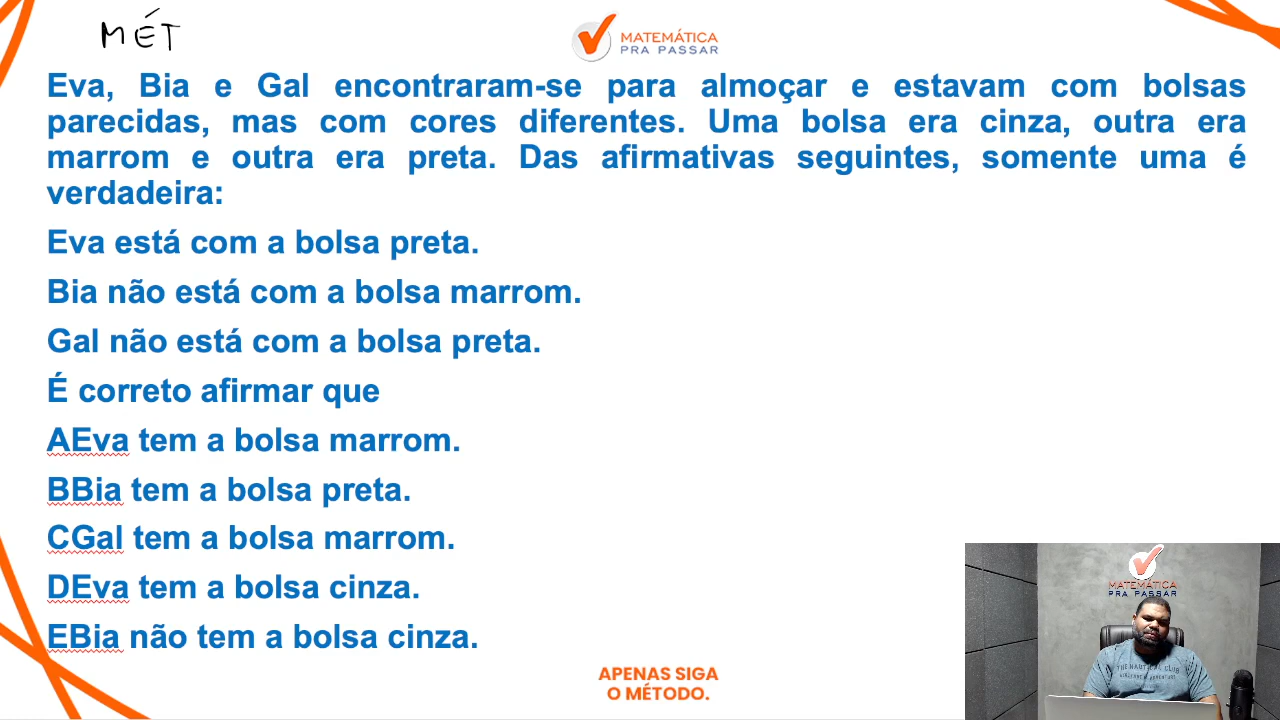 MÉT
MATEMÁTICA
PRA PASSAR
Eva, Bia e Gal encontraram-se para almoçar e estavam com bolsas
parecidas, mas com cores diferentes. Uma bolsa era cinza, outra era
marrom e outra era preta. Das afirmativas seguintes, somente uma é
verdadeira:
Eva está com a bolsa preta.
Bia não está com a bolsa marrom.
Gal não está com a bolsa preta.
É correto afirmar que
AEva tem a bolsa marrom.
BBia tem a bolsa preta.
CGal tem a bolsa marrom.
DEva tem a bolsa cinza.
EBia não tem a bolsa cinza.
MATEMÁTICA
PRA PASSAR
THE NAUTICAL CLUB
APENAS SIGA
O MÉTODO.